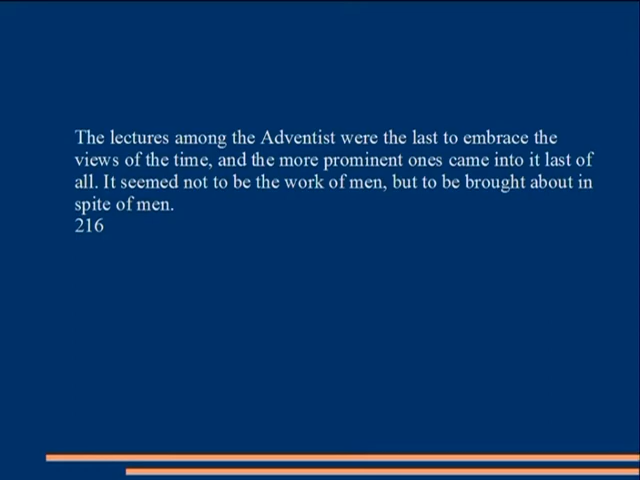 The lectures among the Adventist were the last to embrace the
views of the time, and the more prominent ones came into it last of
all. It seemed not to be the work of men, but to be brought about in
spite of men.
216